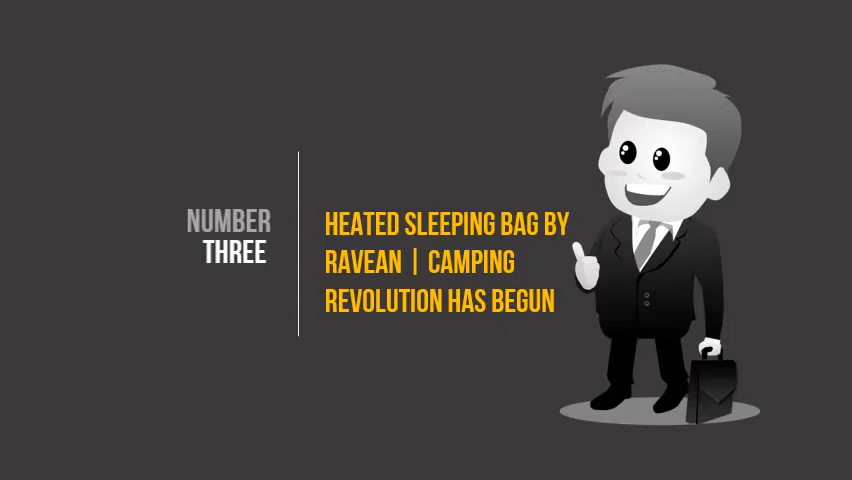 NUMBER
THREE
HEATED SLEEPING BAG BY
RAVEAN | CAMPING
REVOLUTION HAS BEGUN